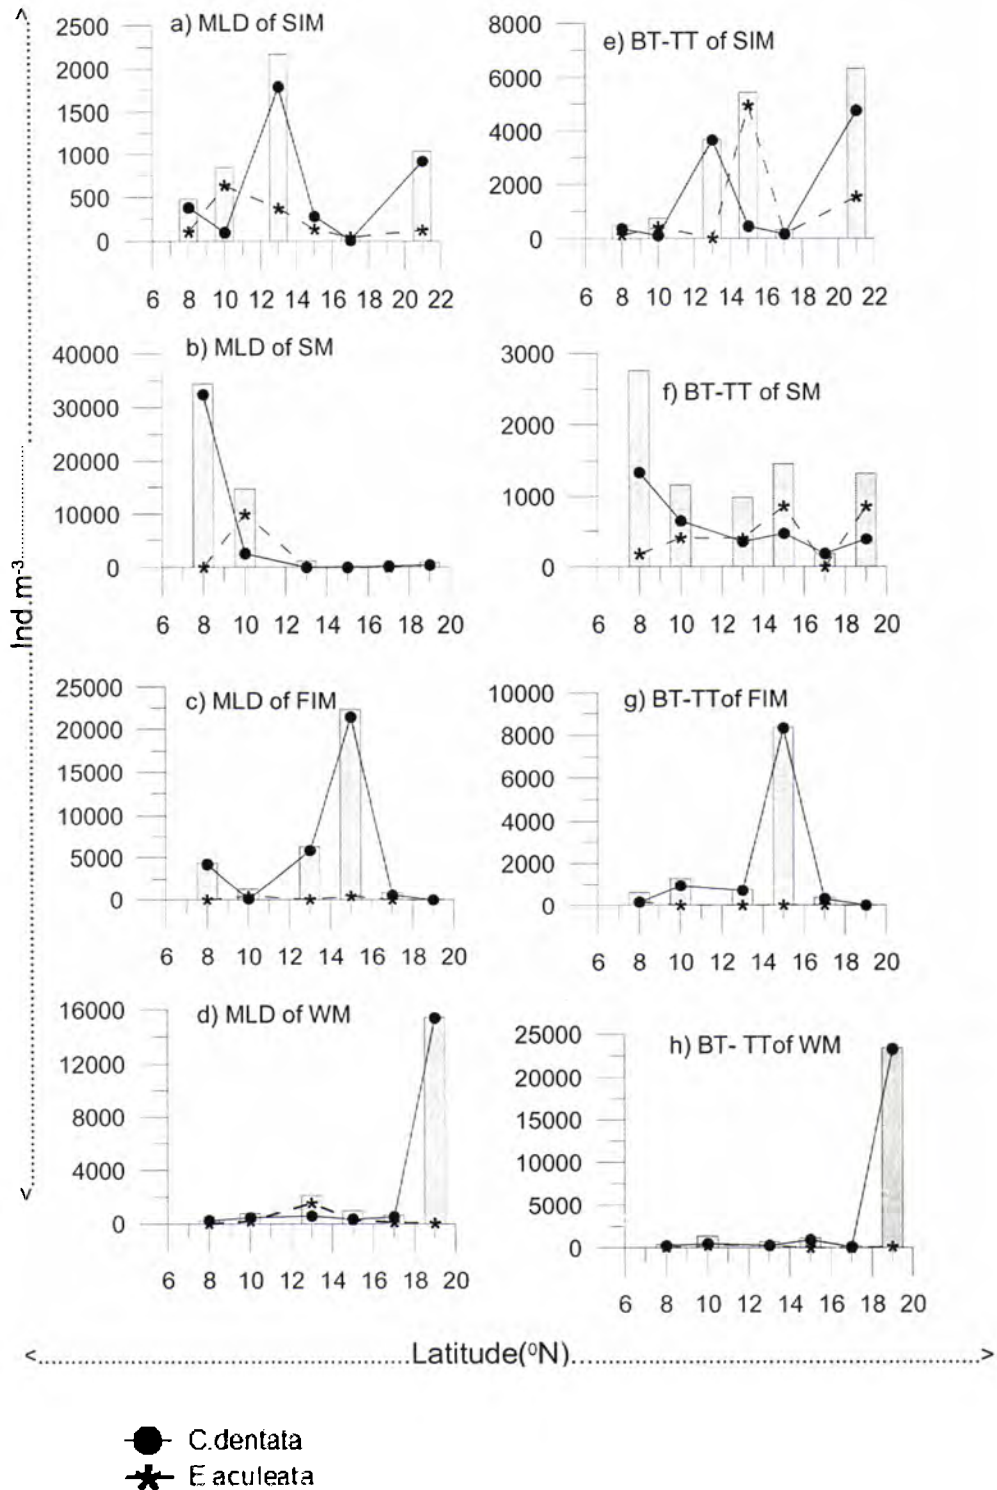 a) MLD of SIM
2500
2000
1500
1000
500
0
6 8 10 12 14 16 18 20 22
e) BT-TT of SIM
8000
6000
4000
2000
0
6 8 10 12 14 16 18 20 22
b) MLD of SM
40000
30000
20000
10000
0
6 8 10 12 14 16 18 20
f) BT-TT of SM
3000
2000
1000
0
6 8 10 12 14 16 18 20
Ind.m-3
c) MLD of FIM
25000
20000
15000
10000
5000
0
6 8 10 12 14 16 18 20
g) BT-TTof FIM
10000
8000
6000
4000
2000
0
6 8 10 12 14 16 18 20
d) MLD of WM
16000
12000
8000
4000
0
6 8 10 12 14 16 18 20
h) BT- TTof WM
25000
20000
15000
10000
5000
0
6 8 10 12 14 16 18 20
<....Latitude(⁰N)....>
C.dentata
E aculeata